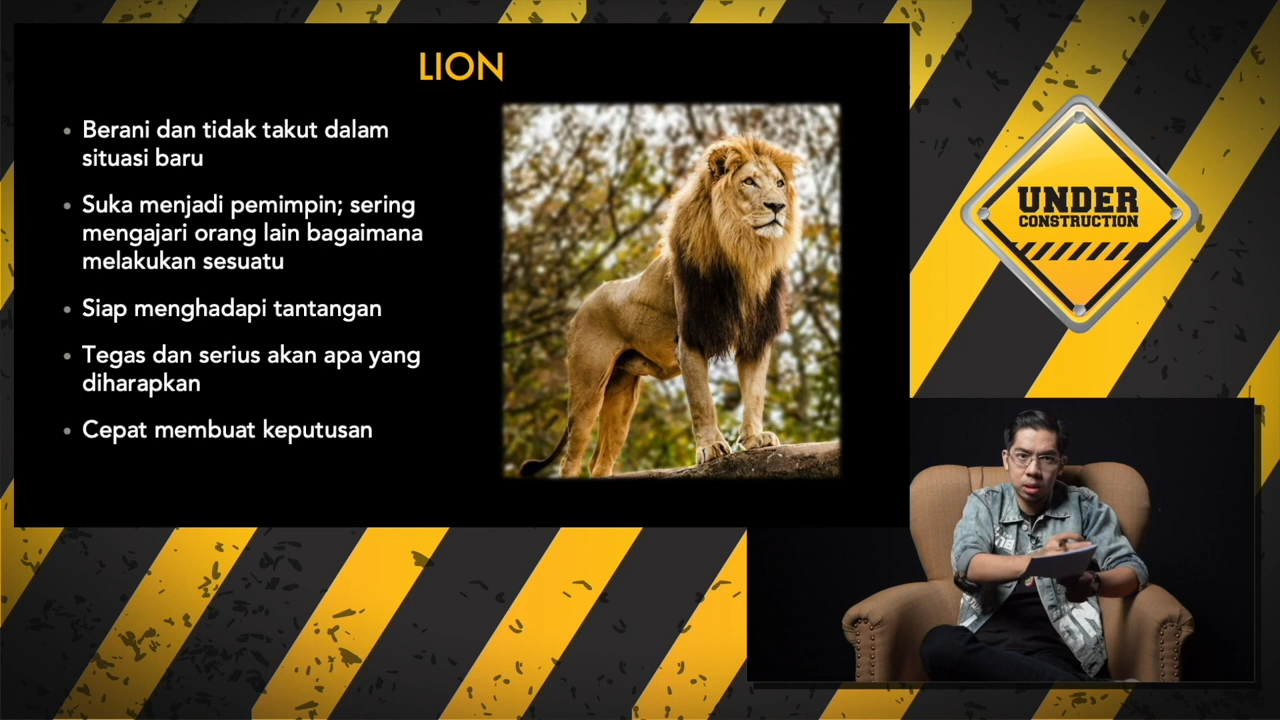 LION
Berani dan tidak takut dalam
situasi baru
Suka menjadi pemimpin; sering
mengajari orang lain bagaimana
melakukan sesuatu
Siap menghadapi tantangan
Tegas dan serius akan apa yang
diharapkan
Cepat membuat keputusan
UNDER
CONSTRUCTION